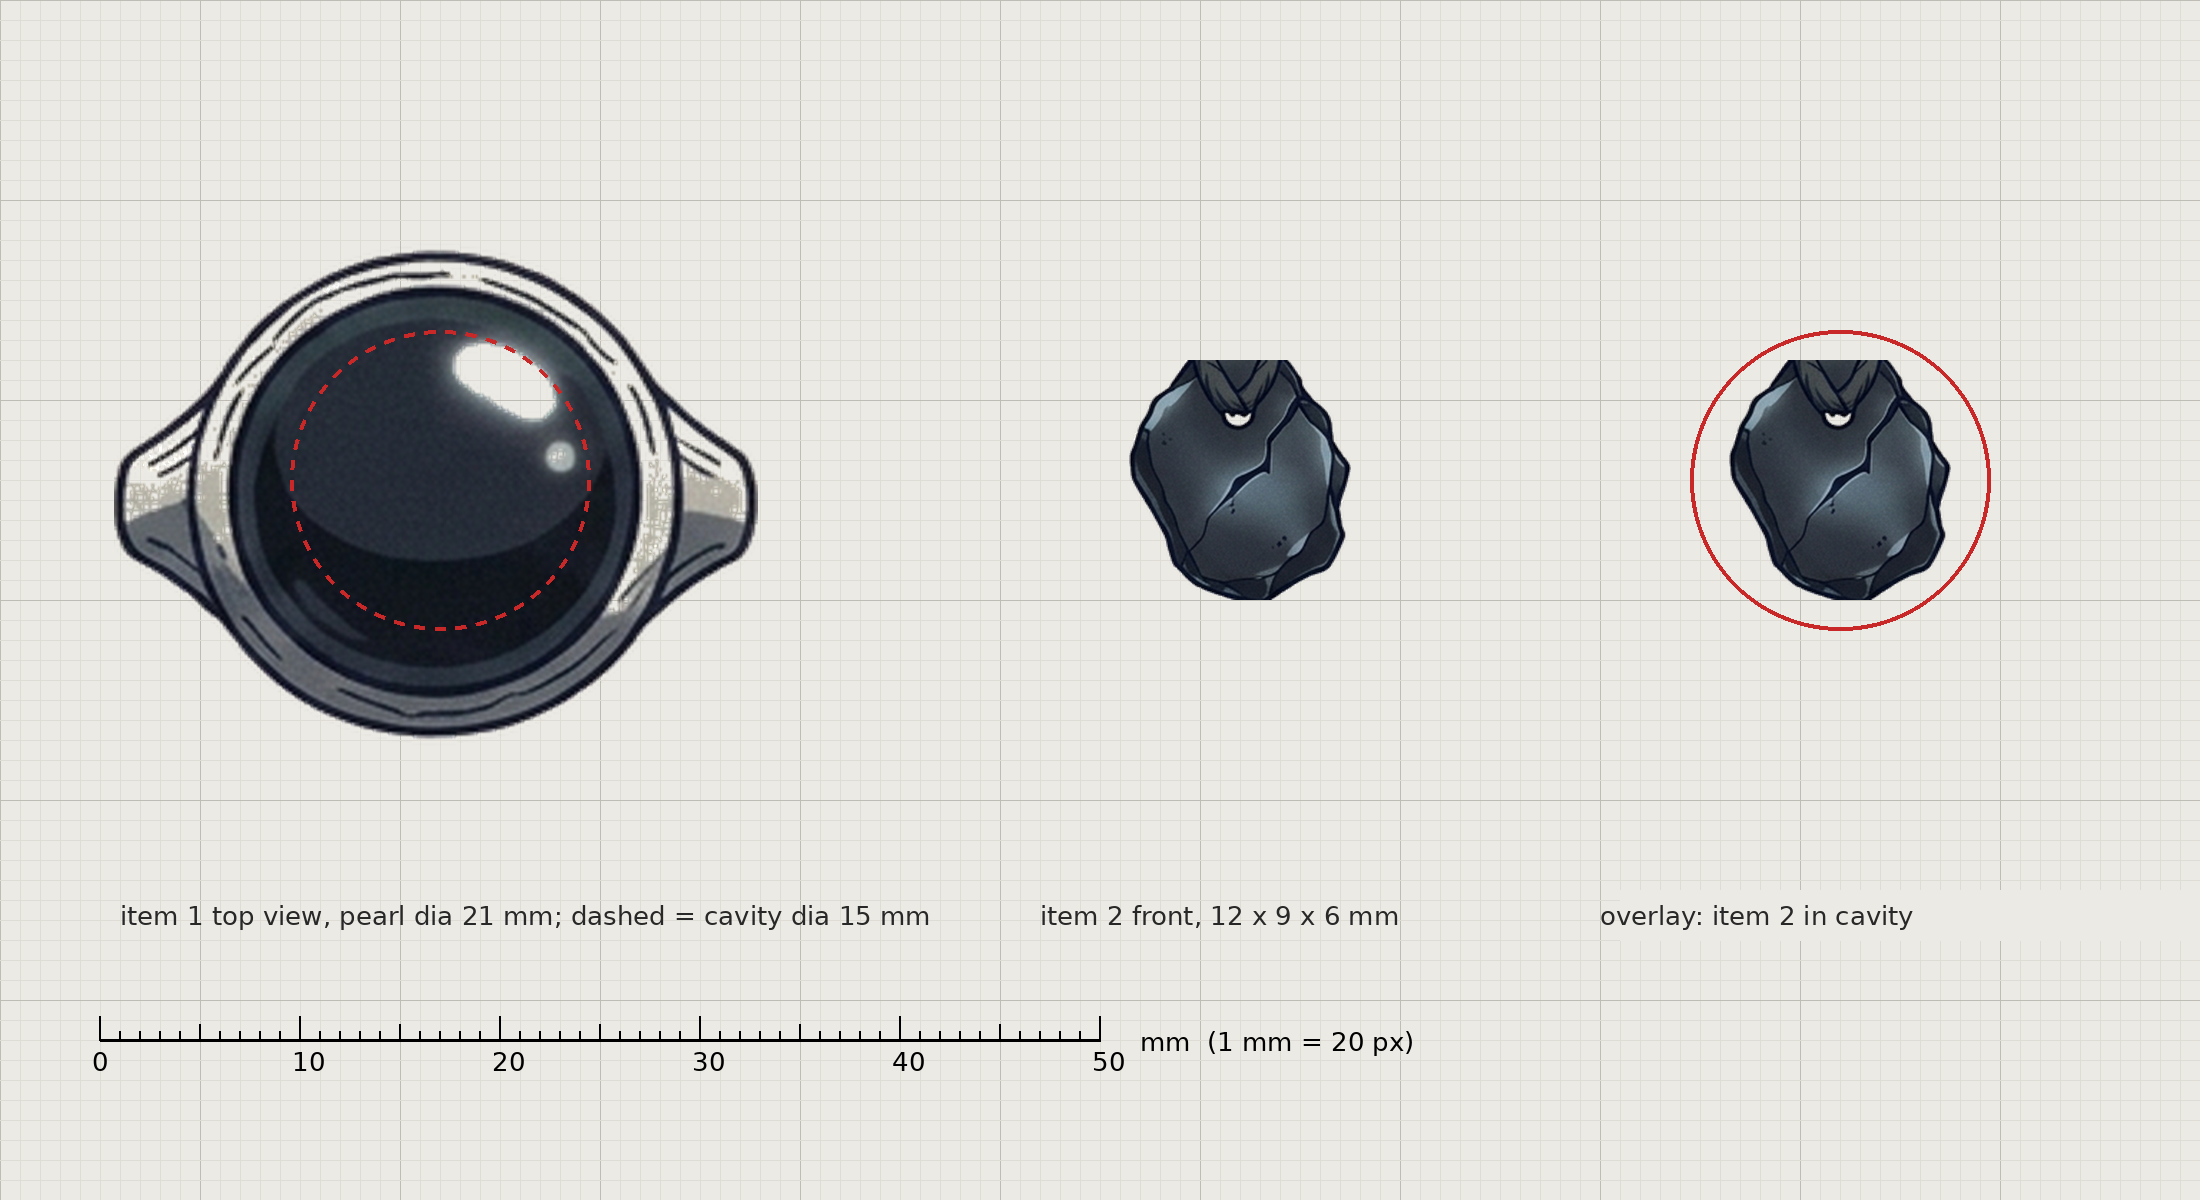 item 1 top view, pearl dia 21 mm; dashed = cavity dia 15 mm
item 2 front, 12 x 9 x 6 mm
overlay: item 2 in cavity
0 10 20 30 40 50 mm (1 mm = 20 px)